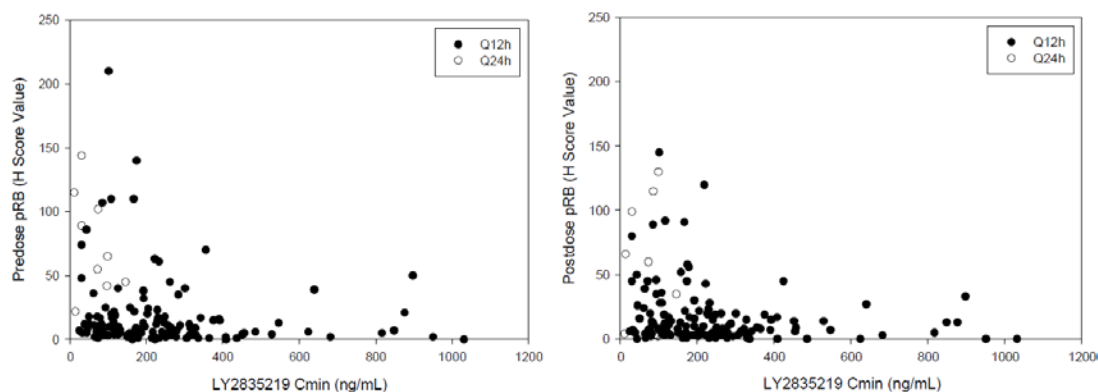 250
200
150
100
50
0
Predose pRB (H Score Value)
Q12h
Q24h
0 200 400 600 800 1000 1200
LY2835219 Cmin (ng/mL)
250
200
150
100
50
0
Postdose pRB (H Score Value)
Q12h
Q24h
0 200 400 600 800 1000 1200
LY2835219 Cmin (ng/mL)